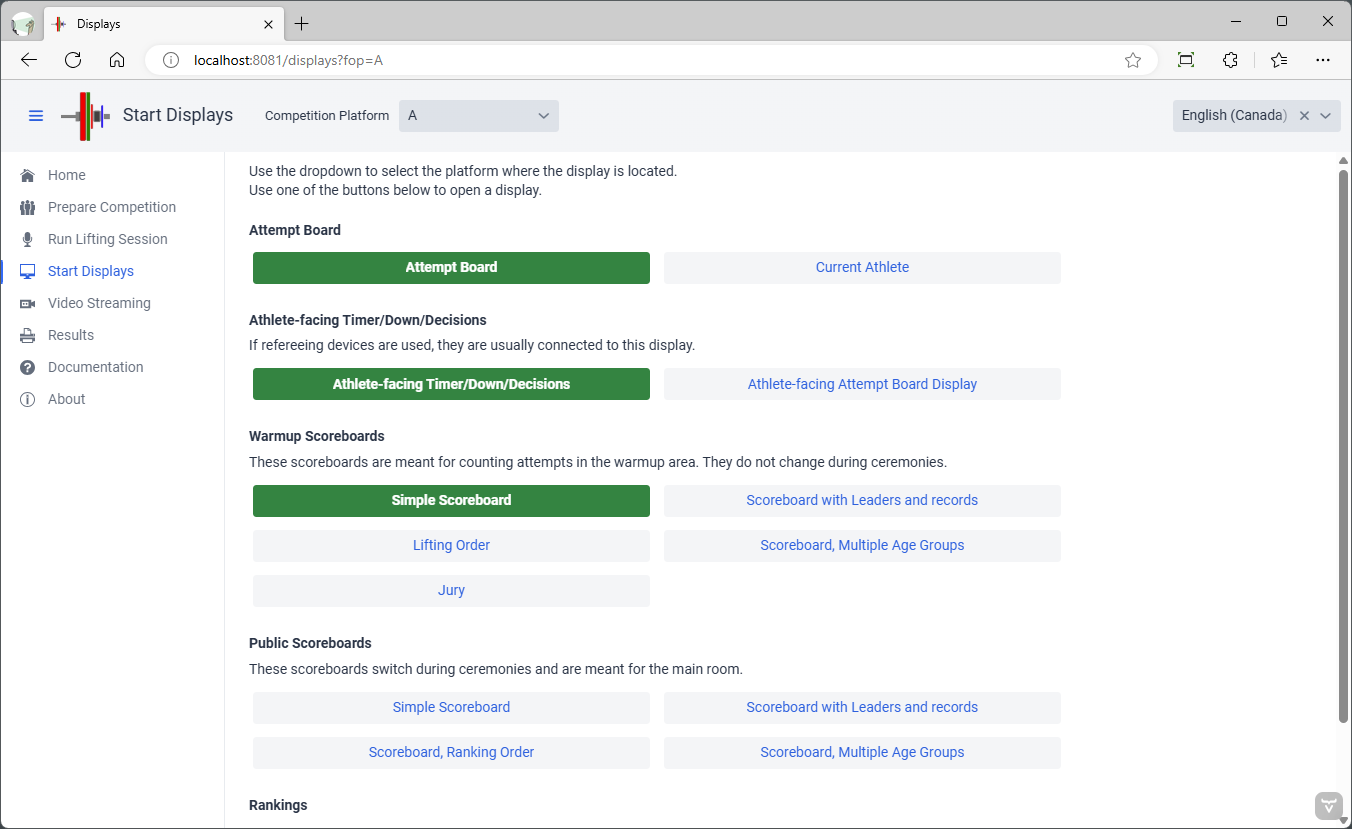 Displays
localhost:8081/displays?fop=A
Start Displays
Competition Platform
A
English (Canada)
Home
Prepare Competition
Run Lifting Session
Start Displays
Video Streaming
Results
Documentation
About
Use the dropdown to select the platform where the display is located.
Use one of the buttons below to open a display.
Attempt Board
Attempt Board
Current Athlete
Athlete-facing Timer/Down/Decisions
If refereeing devices are used, they are usually connected to this display.
Athlete-facing Timer/Down/Decisions
Athlete-facing Attempt Board Display
Warmup Scoreboards
These scoreboards are meant for counting attempts in the warmup area. They do not change during ceremonies.
Simple Scoreboard
Scoreboard with Leaders and records
Lifting Order
Scoreboard, Multiple Age Groups
Jury
Public Scoreboards
These scoreboards switch during ceremonies and are meant for the main room.
Simple Scoreboard
Scoreboard with Leaders and records
Scoreboard, Ranking Order
Scoreboard, Multiple Age Groups
Rankings